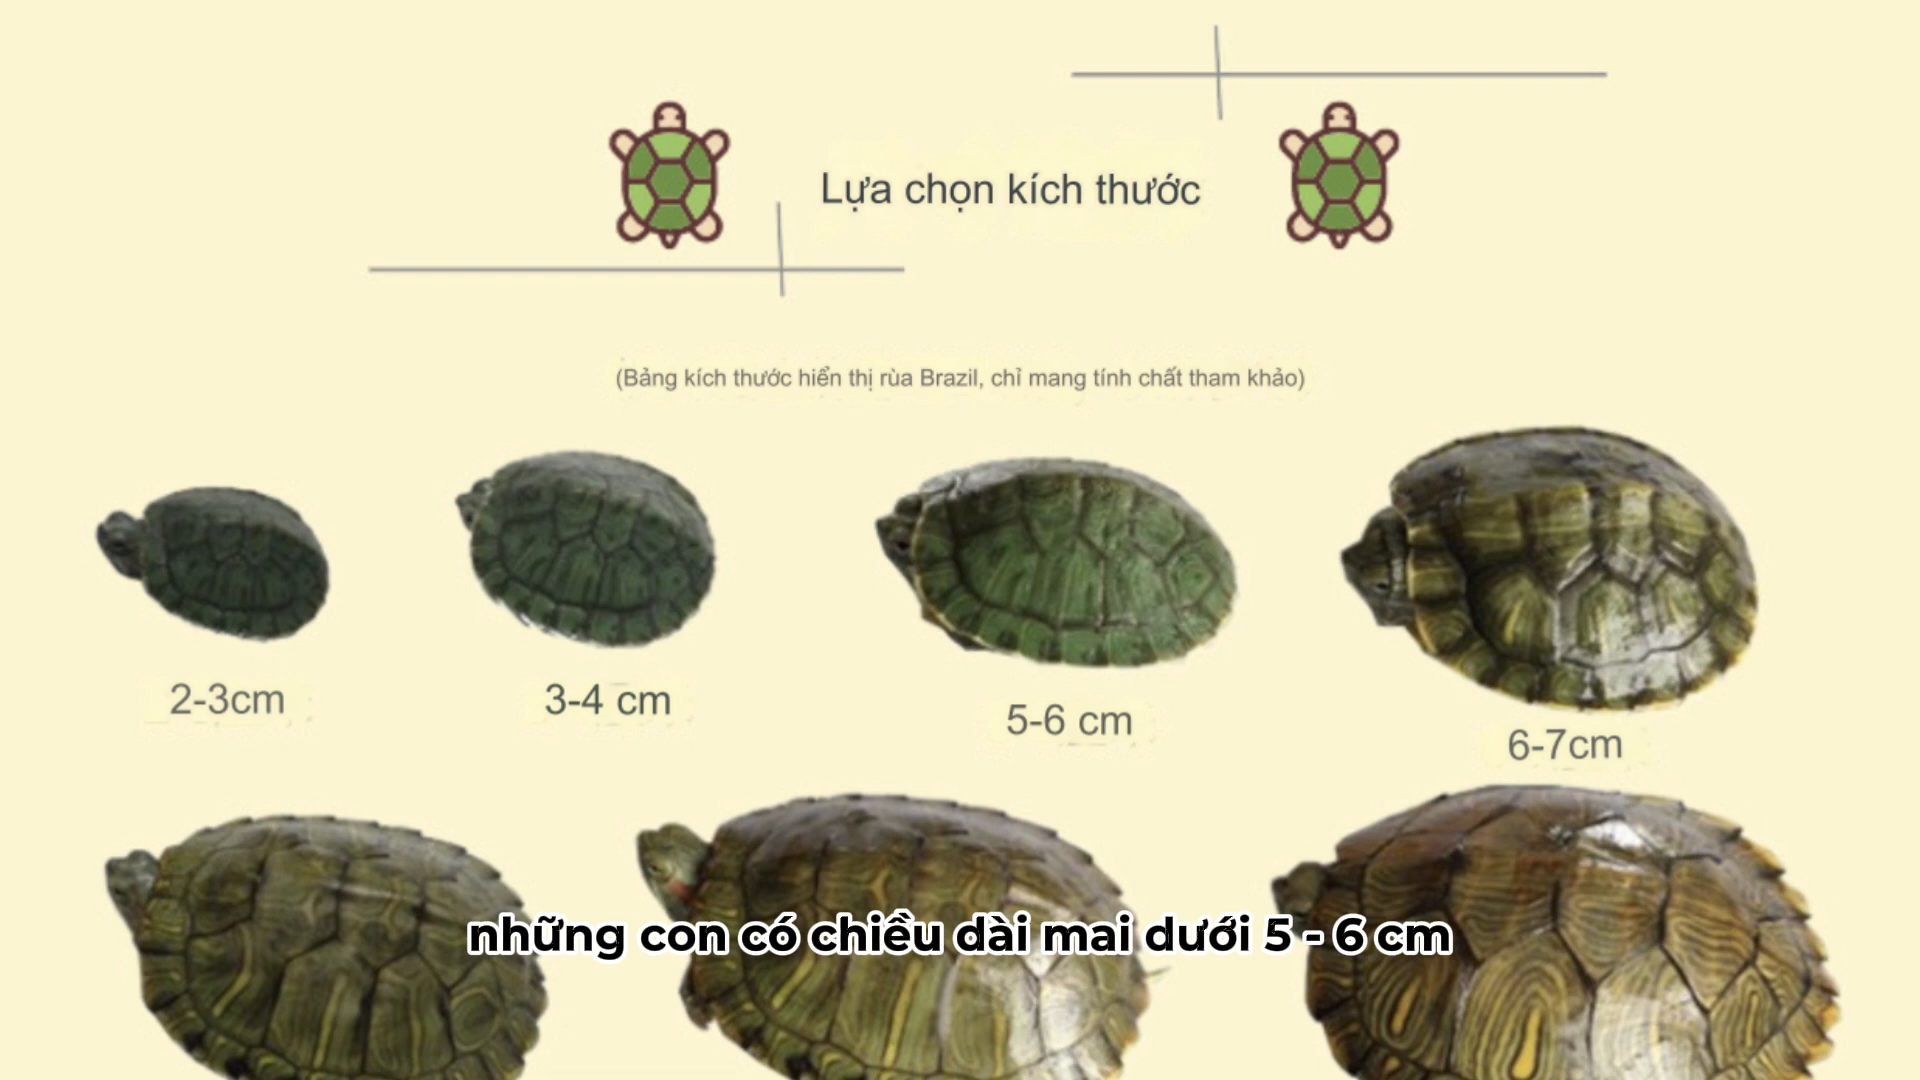 Lựa chọn kích thước
(Bảng kích thước hiển thị rùa Brazil, chỉ mang tính chất tham khảo)
2-3cm
3-4 cm
5-6 cm
6-7cm
những con có chiều dài mai dưới 5 - 6 cm